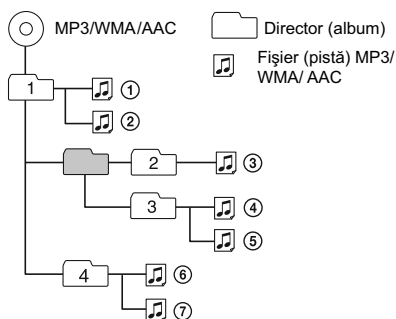 MP3/WMA/AAC
Director (album)
Fişier (pistă) MP3/
WMA/ AAC
1
①
②
2
③
3
④
⑤
4
⑥
⑦